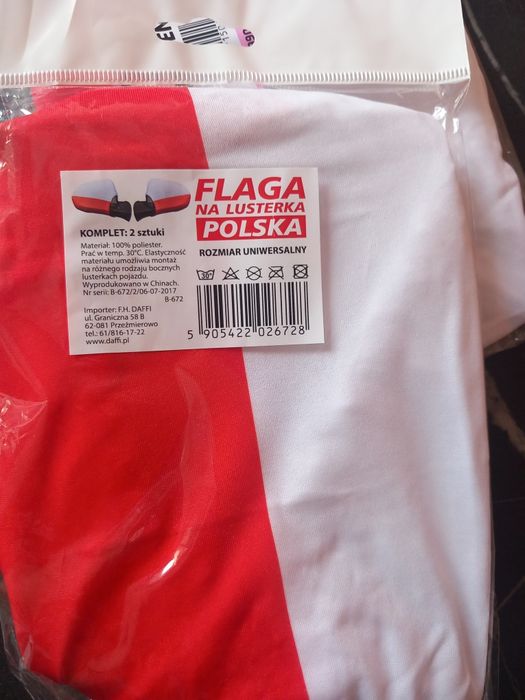 EN
FLAGA
NA LUSTERKA
POLSKA
ROZMIAR UNIWERSALNY
KOMPLET: 2 sztuki
Materiał: 100% poliester.
Prać w temp. 30°C. Elastyczność
materiału umożliwia montaż
na różnego rodzaju bocznych
lusterkach pojazdu.
Wyprodukowano w Chinach.
Nr serii: B-672/2/06-07-2017
B-672
Importer: F.H. DAFFI
ul. Graniczna 58 B
62-081 Przeźmierowo
tel.: 61/816-17-22
www.daffi.pl
30
5 905422 026728